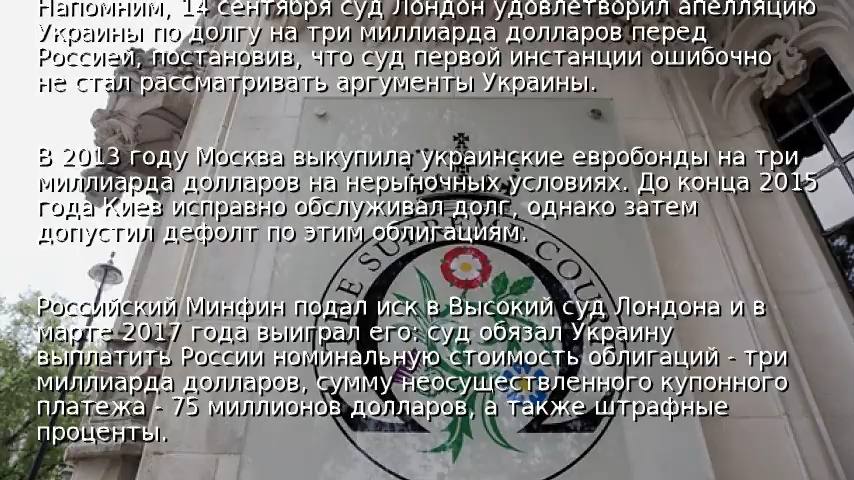 Напомним, 14 сентября суд Лондон удовлетворил апелляцию
Украины по долгу на три миллиарда долларов перед
Россией, постановив, что суд первой инстанции ошибочно
не стал рассматривать аргументы Украины.
В 2013 году Москва выкупила украинские евробонды на три
миллиарда долларов на нерыночных условиях. До конца 2015
года Киев исправно обслуживал долг, однако затем
допустил дефолт по этим облигациям.
Российский Минфин подал иск в Высокий суд Лондона и в
марте 2017 года выиграл его: суд обязал Украину
выплатить России номинальную стоимость облигаций - три
миллиарда долларов, сумму неосуществленного купонного
платежа - 75 миллионов долларов, а также штрафные
проценты.
THE SUPREME COU